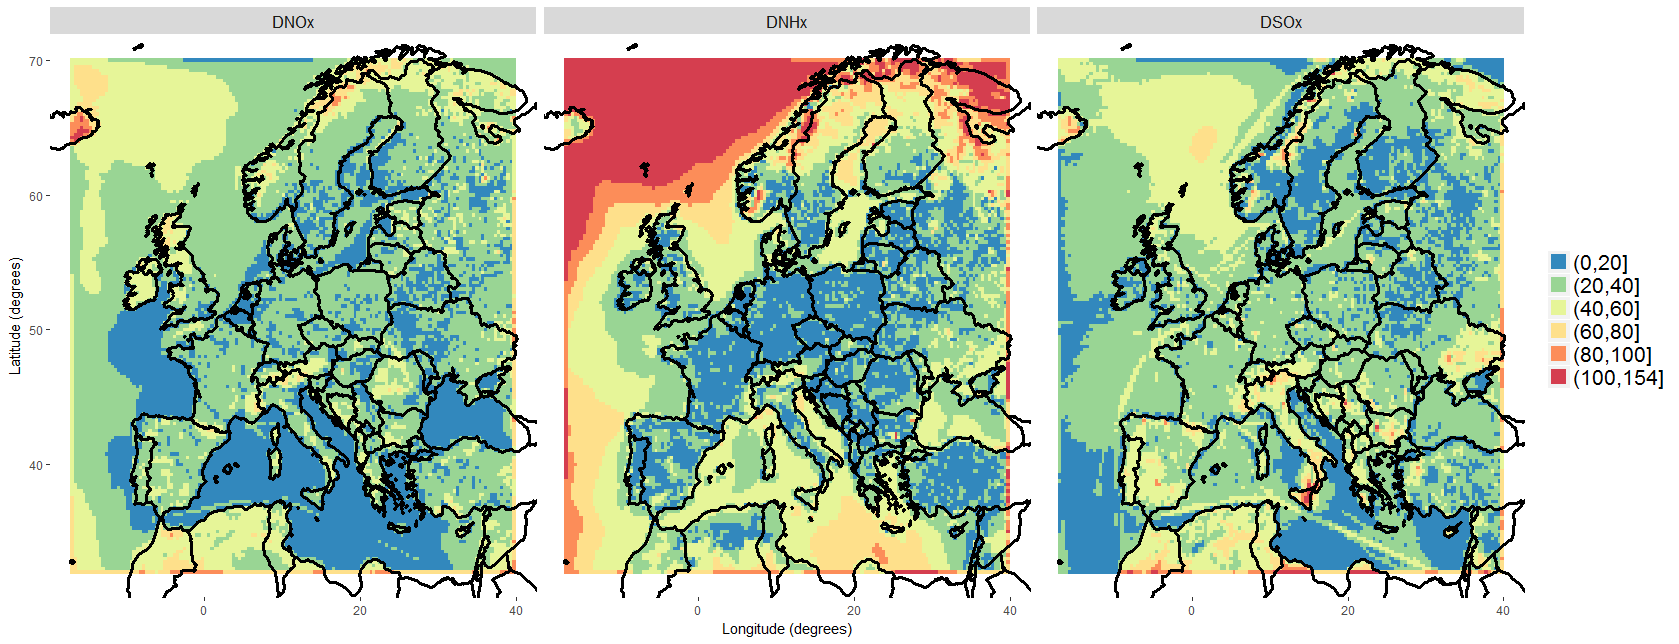 DNOx DNHx DSOx
70
60
50
40
Latitude (degrees)
0 20 40 0 20 40 0 20 40
Longitude (degrees)
(0,20]
(20,40]
(40,60]
(60,80]
(80,100]
(100,154]